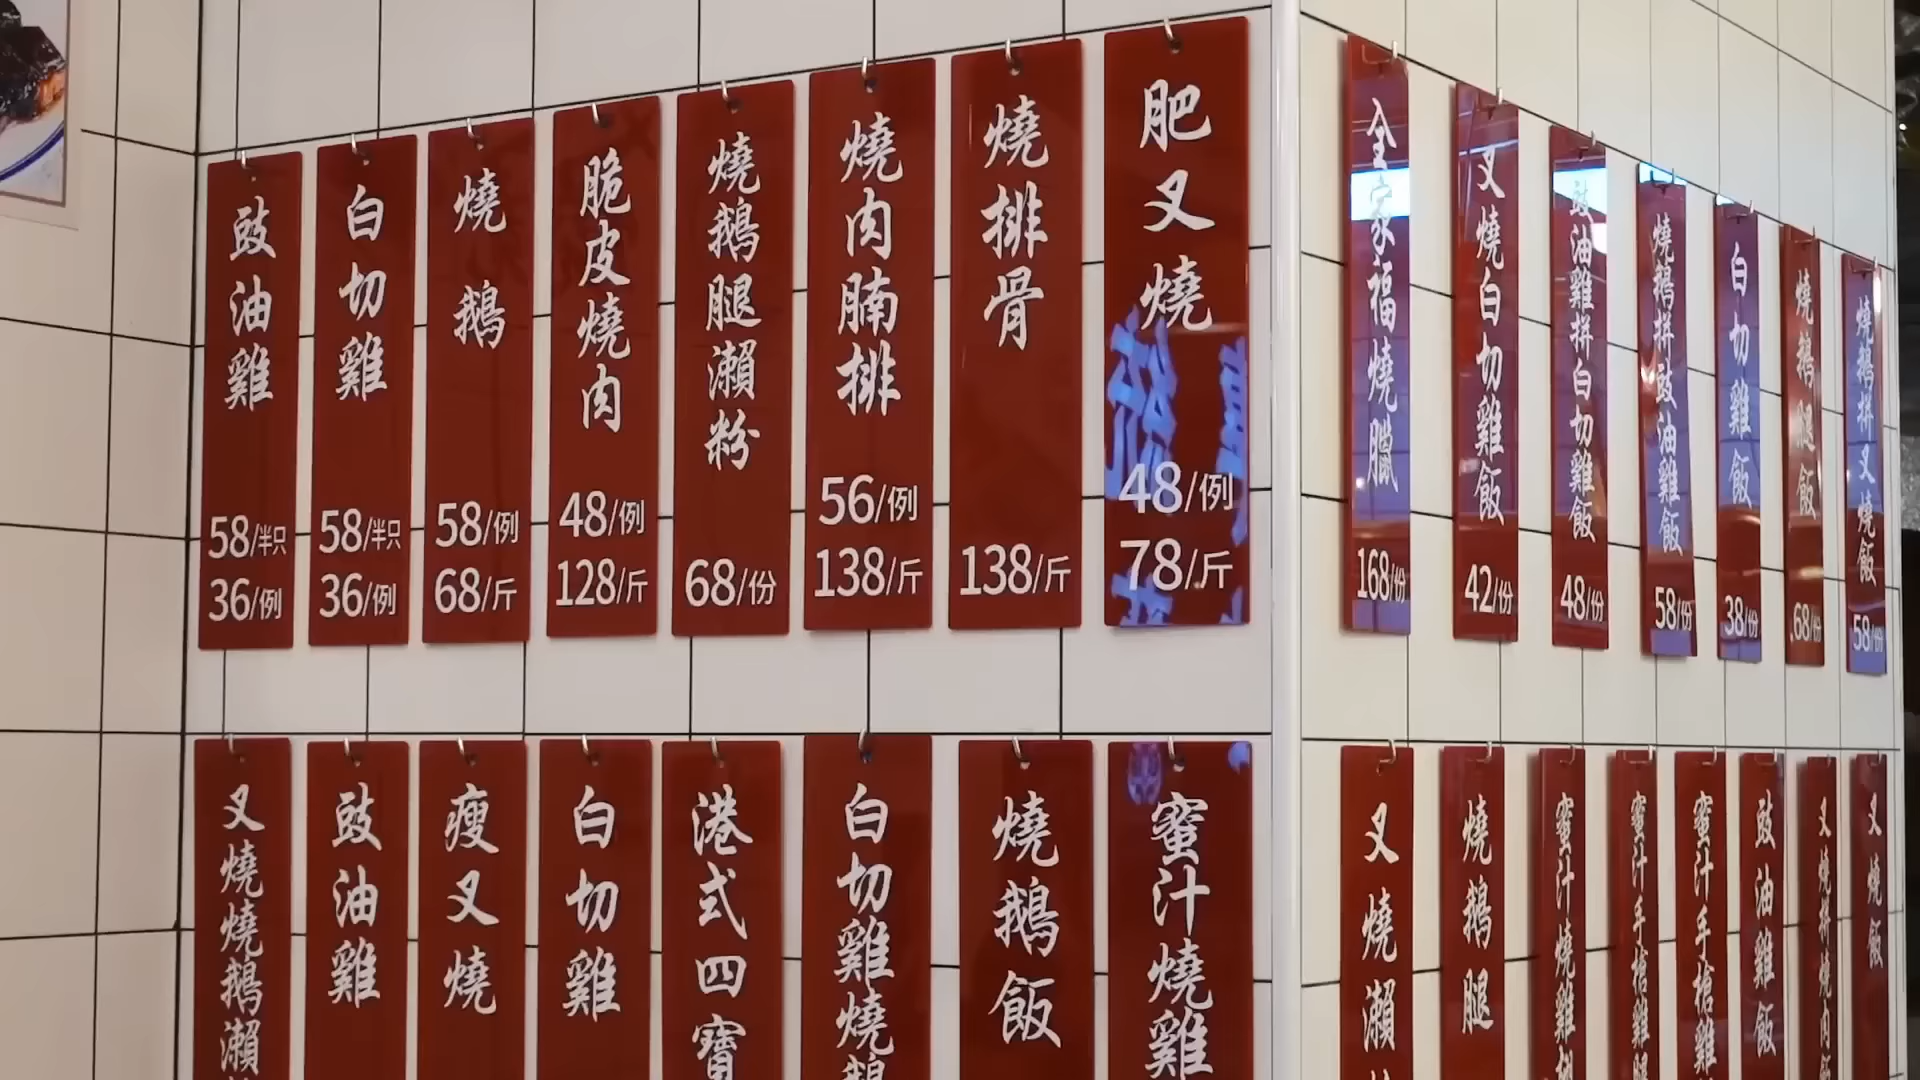 豉油雞
58/半只
36/例
白切雞
58/半只
36/例
燒鵝
58/例
68/斤
脆皮燒肉
48/例
128/斤
燒鵝腿瀨粉
68/份
燒肉腩排
56/例
138/斤
燒排骨
138/斤
肥叉燒
48/例
78/斤
全家福燒臘
168/份
叉燒白切雞飯
42/份
豉油雞拼白切雞飯
48/份
燒鵝拼豉油雞飯
58/份
白切雞飯
38/份
燒鵝腿飯
68/份
燒鵝拼叉燒飯
58/份
叉燒燒鵝瀨
豉油雞
瘦叉燒
白切雞
港式四寶
白切雞燒鵝
燒鵝飯
蜜汁燒雞
叉燒瀨
燒鵝腿
蜜汁燒雞
蜜汁手槍雞腿
蜜汁手槍雞
豉油雞飯
叉燒拼燒肉飯
叉燒飯